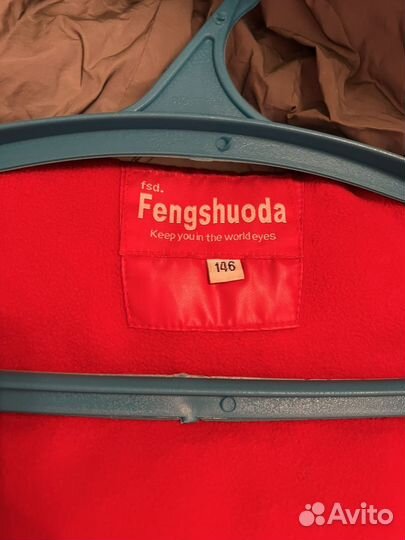 fsd.
Fengshuoda
Keep you in the world eyes
146
Avito